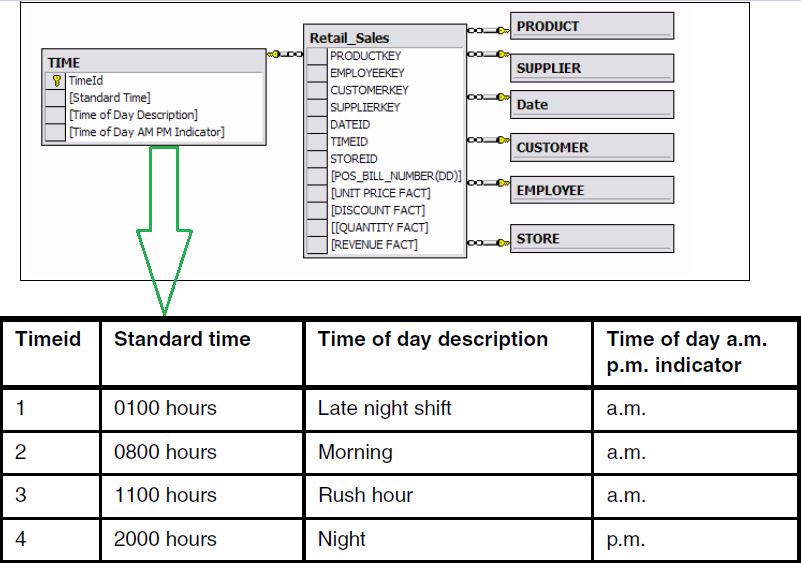 TIME
TimeId
[Standard Time]
[Time of Day Description]
[Time of Day AM PM Indicator]
Retail_Sales
PRODUCTKEY
EMPLOYEEKEY
CUSTOMERKEY
SUPPLIERKEY
DATEID
TIMEID
STOREID
[POS_BILL_NUMBER(DD)]
[UNIT PRICE FACT]
[DISCOUNT FACT]
[[QUANTITY FACT]
[REVENUE FACT]
PRODUCT
SUPPLIER
Date
CUSTOMER
EMPLOYEE
STORE
Timeid Standard time Time of day description Time of day a.m.
p.m. indicator
1 0100 hours Late night shift a.m.
2 0800 hours Morning a.m.
3 1100 hours Rush hour a.m.
4 2000 hours Night p.m.